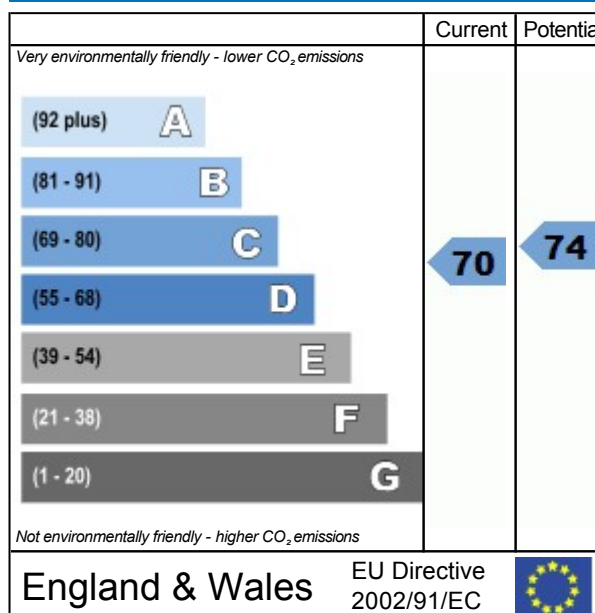 Current Potentia
Very environmentally friendly - lower CO₂ emissions
(92 plus) A
(81 - 91) B
(69 - 80) C
(55 - 68) D
(39 - 54) E
(21 - 38) F
(1 - 20) G
70
74
Not environmentally friendly - higher CO₂ emissions
England & Wales
EU Directive
2002/91/EC